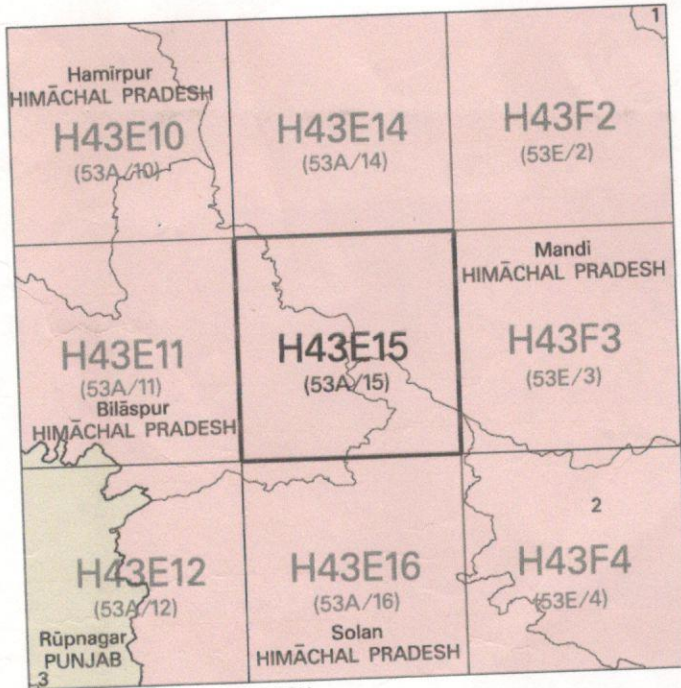 1
Hamīrpur
HIMĀCHAL PRADESH
H43E10
(53A/10)
H43E14
(53A/14)
H43F2
(53E/2)
H43E11
(53A/11)
Bilāspur
HIMĀCHAL PRADESH
H43E15
(53A/15)
Mandi
HIMĀCHAL PRADESH
H43F3
(53E/3)
H43E12
(53A/12)
Rūpnagar
PUNJAB
3
H43E16
(53A/16)
Solan
HIMĀCHAL PRADESH
2
H43F4
(53E/4)